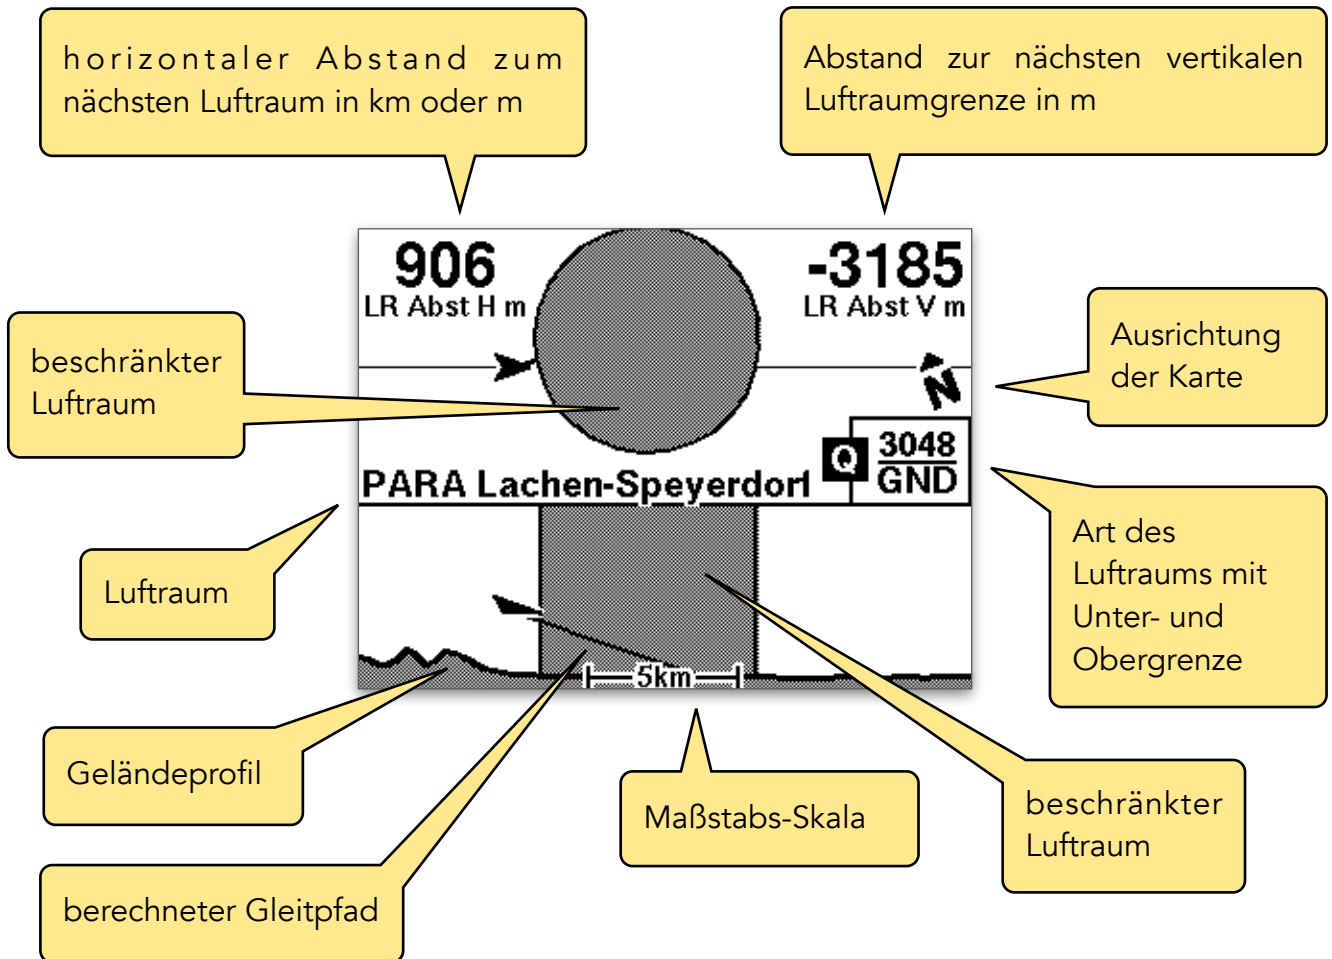 horizontaler Abstand zum
nächsten Luftraum in km oder m
Abstand zur nächsten vertikalen
Luftraumgrenze in m
906
LR Abst H m
-3185
LR Abst V m
beschränkter
Luftraum
Ausrichtung
der Karte
N
Q
3048
GND
PARA Lachen-Speyerdorf
Luftraum
Art des
Luftraums mit
Unter- und
Obergrenze
5km
Geländeprofil
Maßstabs-Skala
beschränkter
Luftraum
berechneter Gleitpfad